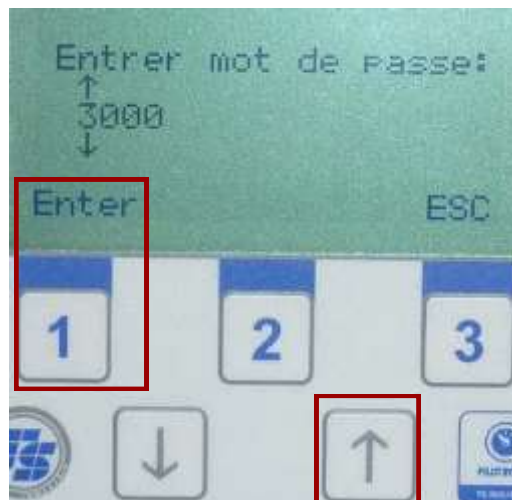 Entrer mot de passe:
↑
3000
↓
Enter ESC
1 2 3
↓ ↑